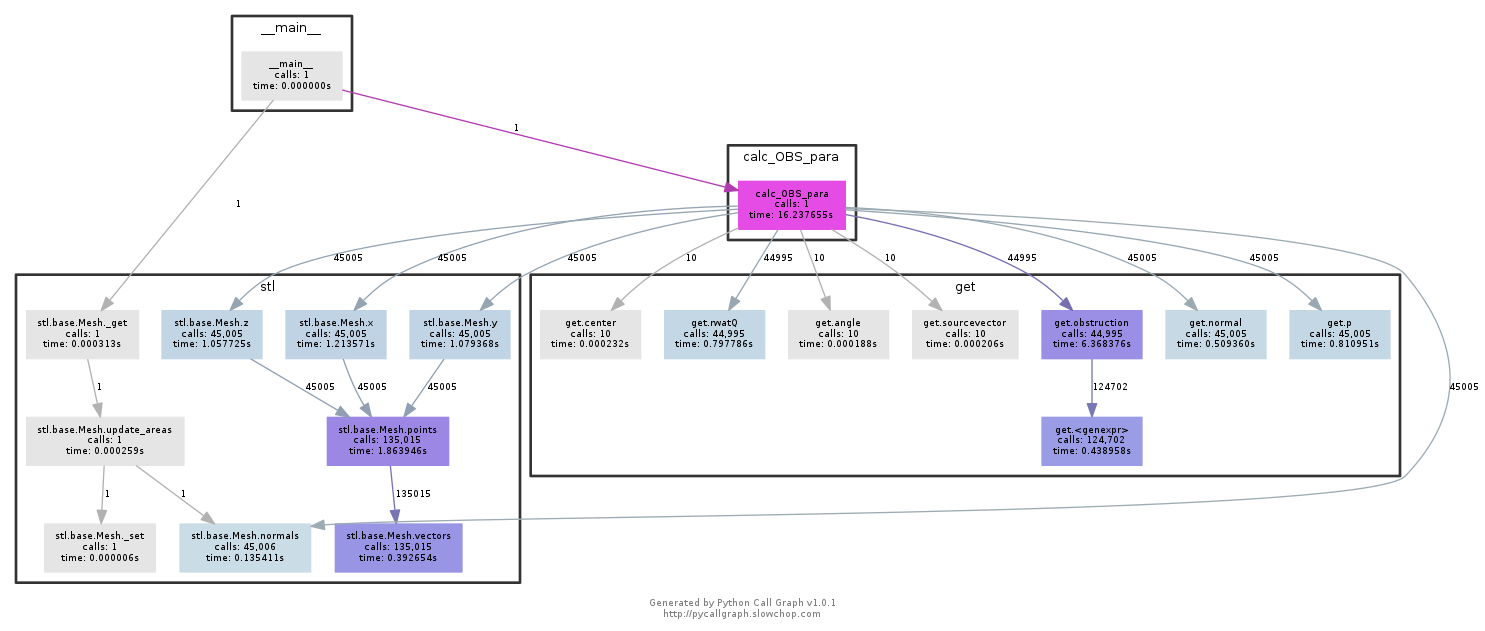 __main__
__main__
calls: 1
time: 0.000000s
1
1
calc_OBS_para
calc_OBS_para
calls: 1
time: 16.237655s
45005
45005
45005
10
44995
10
10
44995
45005
45005
45005
stl
stl.base.Mesh._get
calls: 1
time: 0.000313s
stl.base.Mesh.z
calls: 45,005
time: 1.057725s
stl.base.Mesh.x
calls: 45,005
time: 1.213571s
stl.base.Mesh.y
calls: 45,005
time: 1.079368s
1
45005
45005
45005
stl.base.Mesh.update_areas
calls: 1
time: 0.000259s
stl.base.Mesh.points
calls: 135,015
time: 1.863946s
1
1
135015
stl.base.Mesh._set
calls: 1
time: 0.000006s
stl.base.Mesh.normals
calls: 45,006
time: 0.135411s
stl.base.Mesh.vectors
calls: 135,015
time: 0.392654s
get
get.center
calls: 10
time: 0.000232s
get.rwatQ
calls: 44,995
time: 0.797786s
get.angle
calls: 10
time: 0.000188s
get.sourcevector
calls: 10
time: 0.000206s
get.obstruction
calls: 44,995
time: 6.368376s
get.normal
calls: 45,005
time: 0.509360s
get.p
calls: 45,005
time: 0.810951s
124702
get.<genexpr>
calls: 124,702
time: 0.438958s
Generated by Python Call Graph v1.0.1
http://pycallgraph.slowchop.com